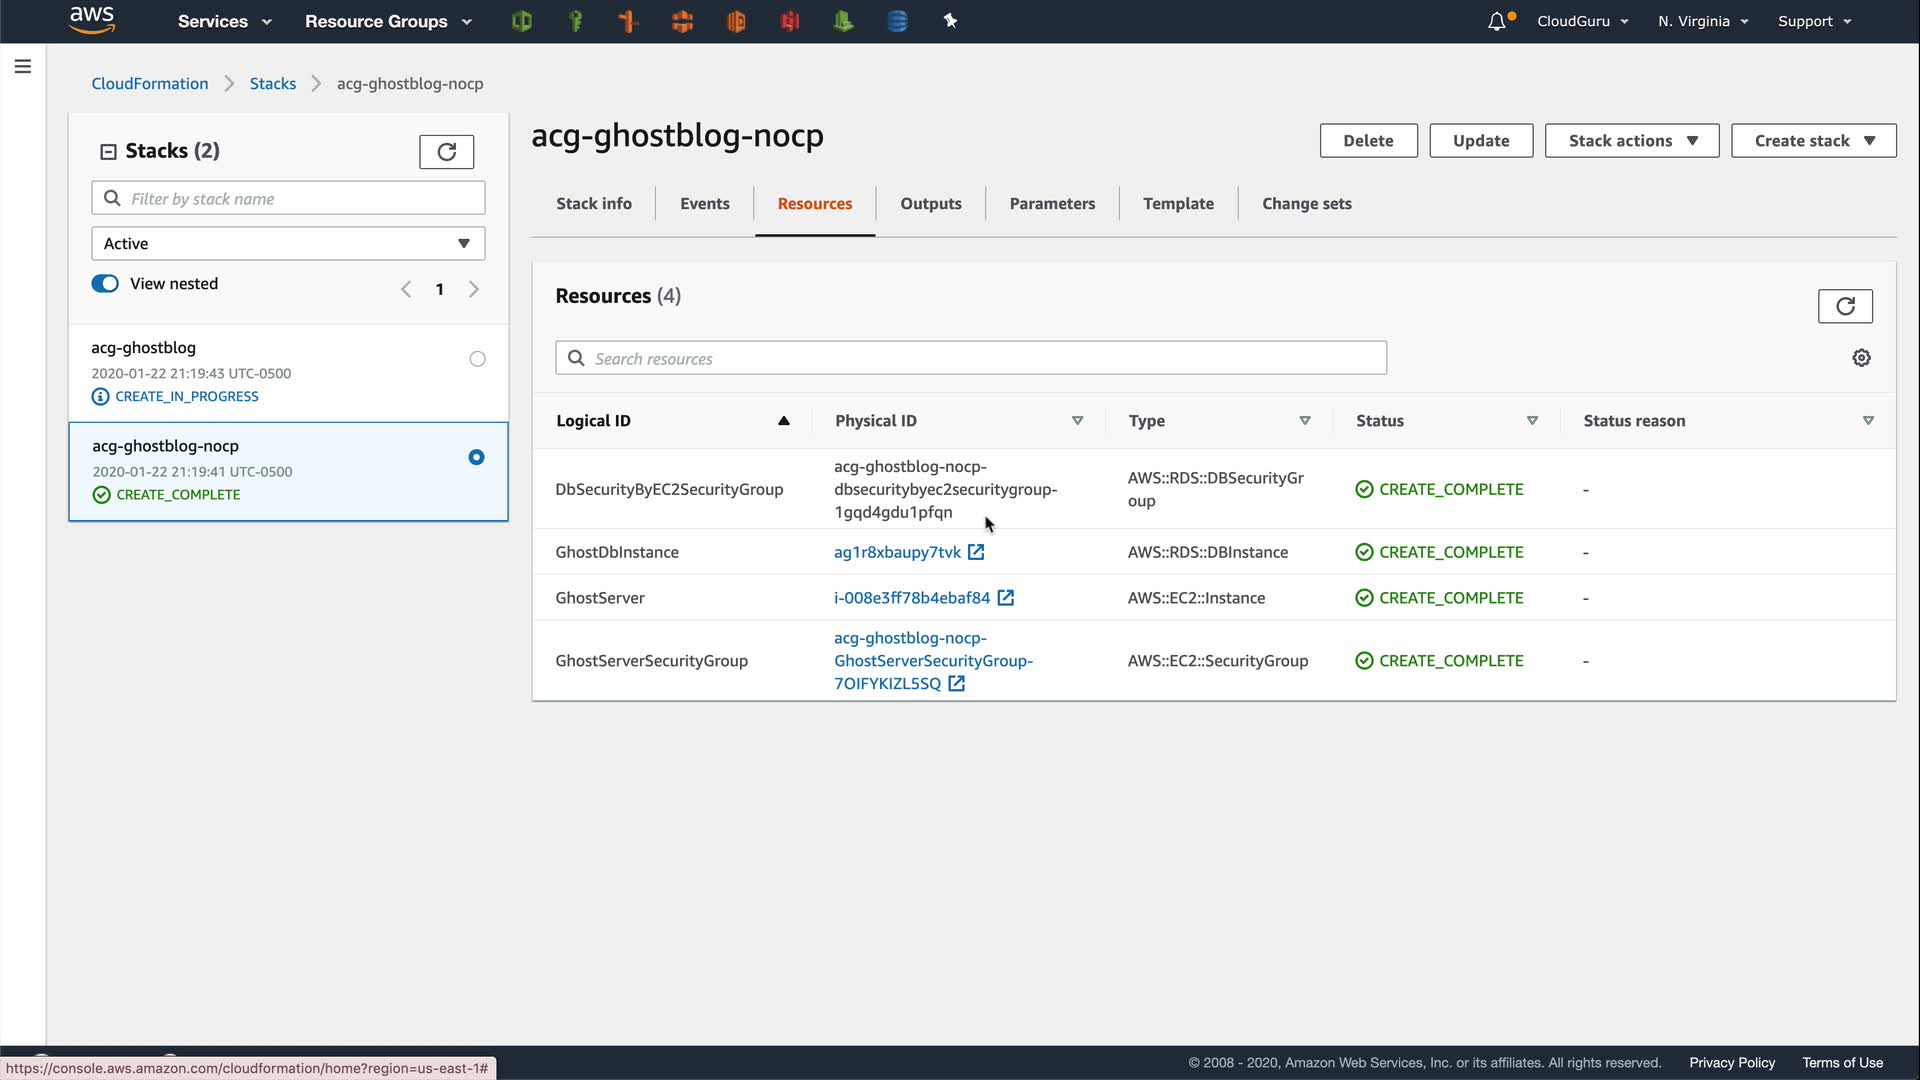 aws
Services
Resource Groups
CloudGuru
N. Virginia
Support
CloudFormation
Stacks
acg-ghostblog-nocp
Stacks (2)
Filter by stack name
Active
View nested
1
acg-ghostblog
2020-01-22 21:19:43 UTC-0500
CREATE_IN_PROGRESS
acg-ghostblog-nocp
2020-01-22 21:19:41 UTC-0500
CREATE_COMPLETE
acg-ghostblog-nocp
Delete
Update
Stack actions
Create stack
Stack info
Events
Resources
Outputs
Parameters
Template
Change sets
Resources (4)
Search resources
Logical ID
Physical ID
Type
Status
Status reason
DbSecurityByEC2SecurityGroup
acg-ghostblog-nocp-
dbsecuritybyec2securitygroup-
1gqd4gdu1pfqn
AWS::RDS::DBSecurityGr
oup
CREATE_COMPLETE
-
GhostDbInstance
ag1r8xbaupy7tvk
AWS::RDS::DBInstance
CREATE_COMPLETE
-
GhostServer
i-008e3ff78b4ebaf84
AWS::EC2::Instance
CREATE_COMPLETE
-
GhostServerSecurityGroup
acg-ghostblog-nocp-
GhostServerSecurityGroup-
7OIFYKIZL5SQ
AWS::EC2::SecurityGroup
CREATE_COMPLETE
-
https://console.aws.amazon.com/cloudformation/home?region=us-east-1#
© 2008 - 2020, Amazon Web Services, Inc. or its affiliates. All rights reserved.
Privacy Policy
Terms of Use